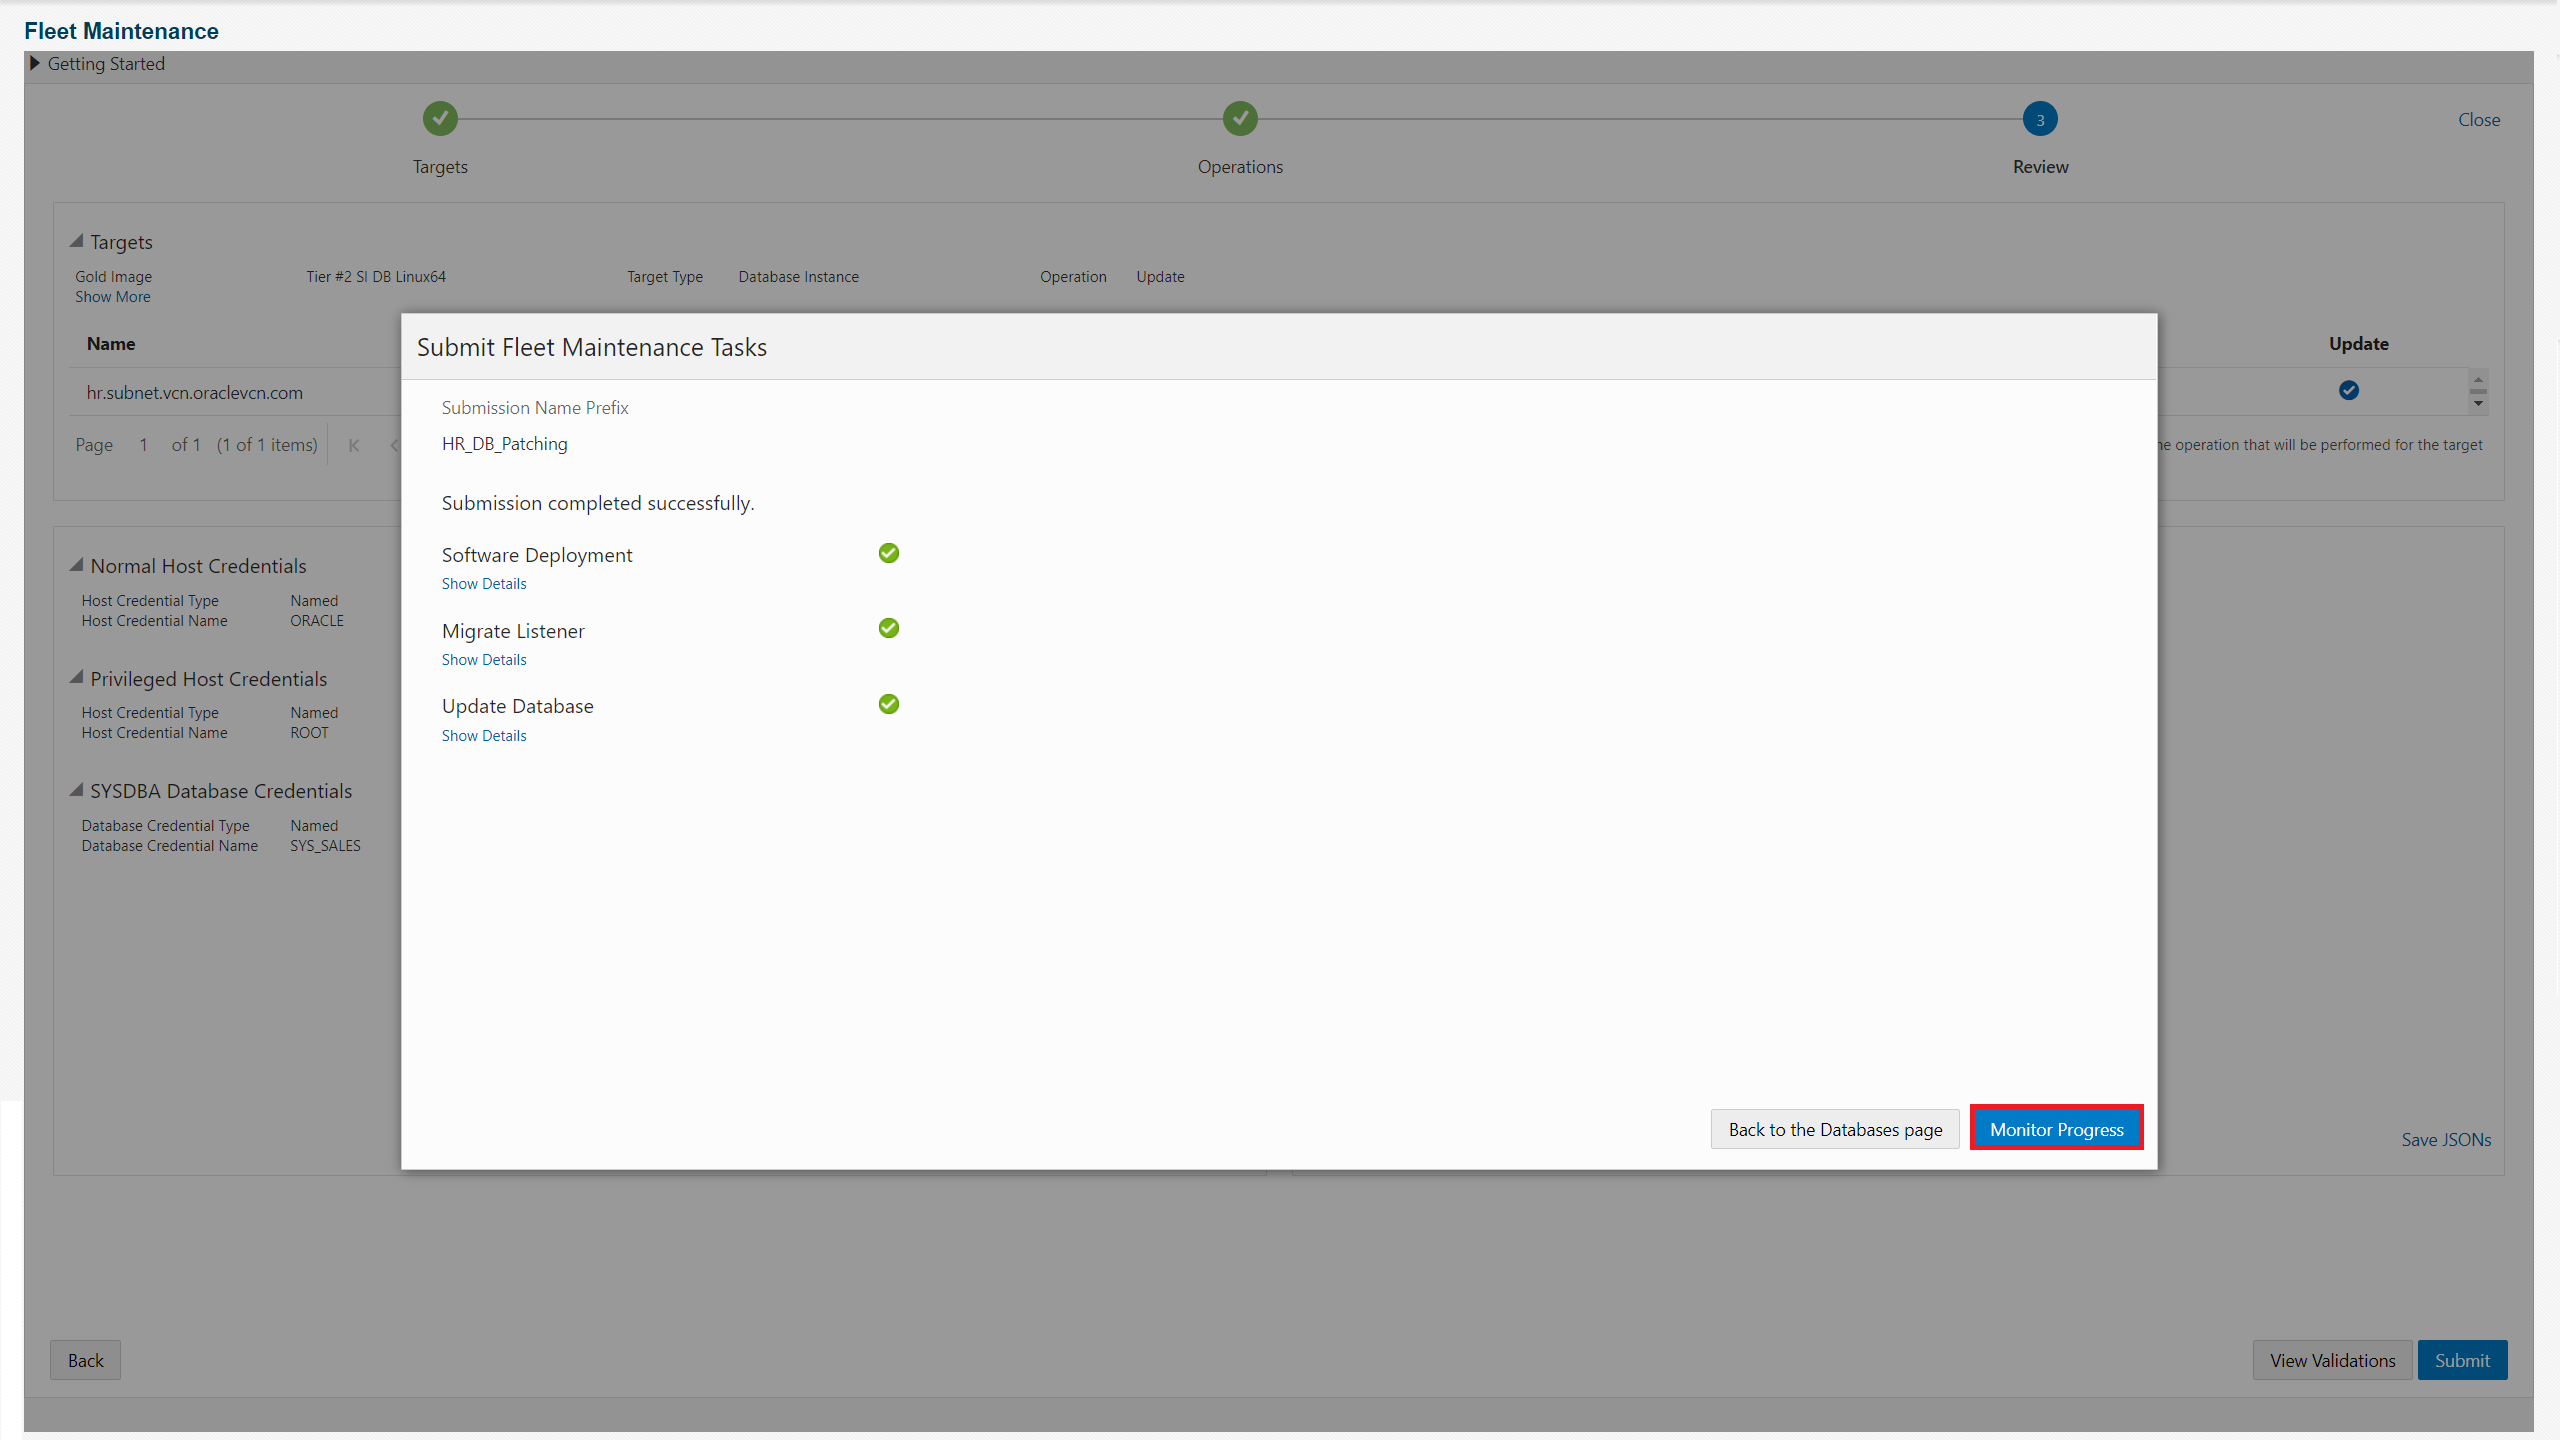 Fleet Maintenance
Getting Started
3
Close
Targets
Operations
Review
Targets
Gold Image Tier #2 SI DB Linux64 Target Type Database Instance Operation Update
Show More
Name Update
hr.subnet.vcn.oraclevcn.com
Page 1 of 1 (1 of 1 items)
operation that will be performed for the target
Submit Fleet Maintenance Tasks
Submission Name Prefix
HR_DB_Patching
Submission completed successfully.
Software Deployment
Show Details
Migrate Listener
Show Details
Update Database
Show Details
Back to the Databases page
Monitor Progress
Normal Host Credentials
Host Credential Type Named
Host Credential Name ORACLE
Privileged Host Credentials
Host Credential Type Named
Host Credential Name ROOT
SYSDBA Database Credentials
Database Credential Type Named
Database Credential Name SYS_SALES
Save JSONs
Back
View Validations
Submit